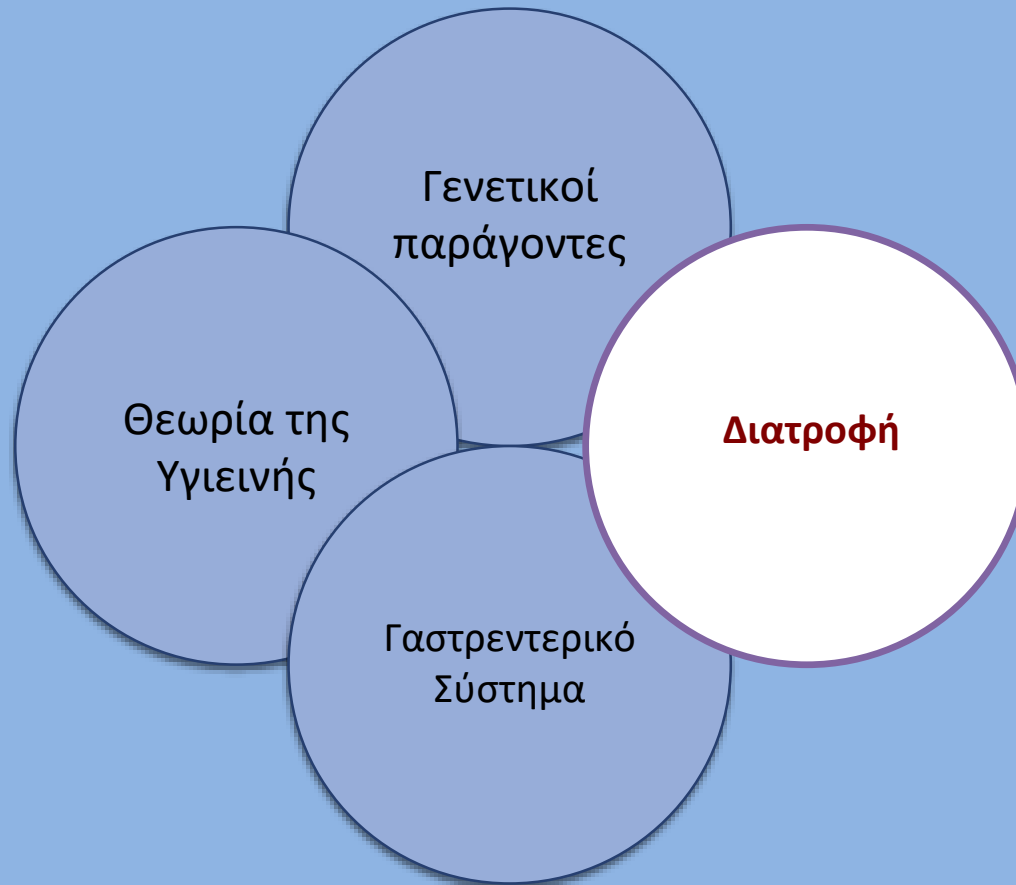 Γενετικοί
παράγοντες
Θεωρία της
Υγιεινής
Διατροφή
Γαστρεντερικό
Σύστημα